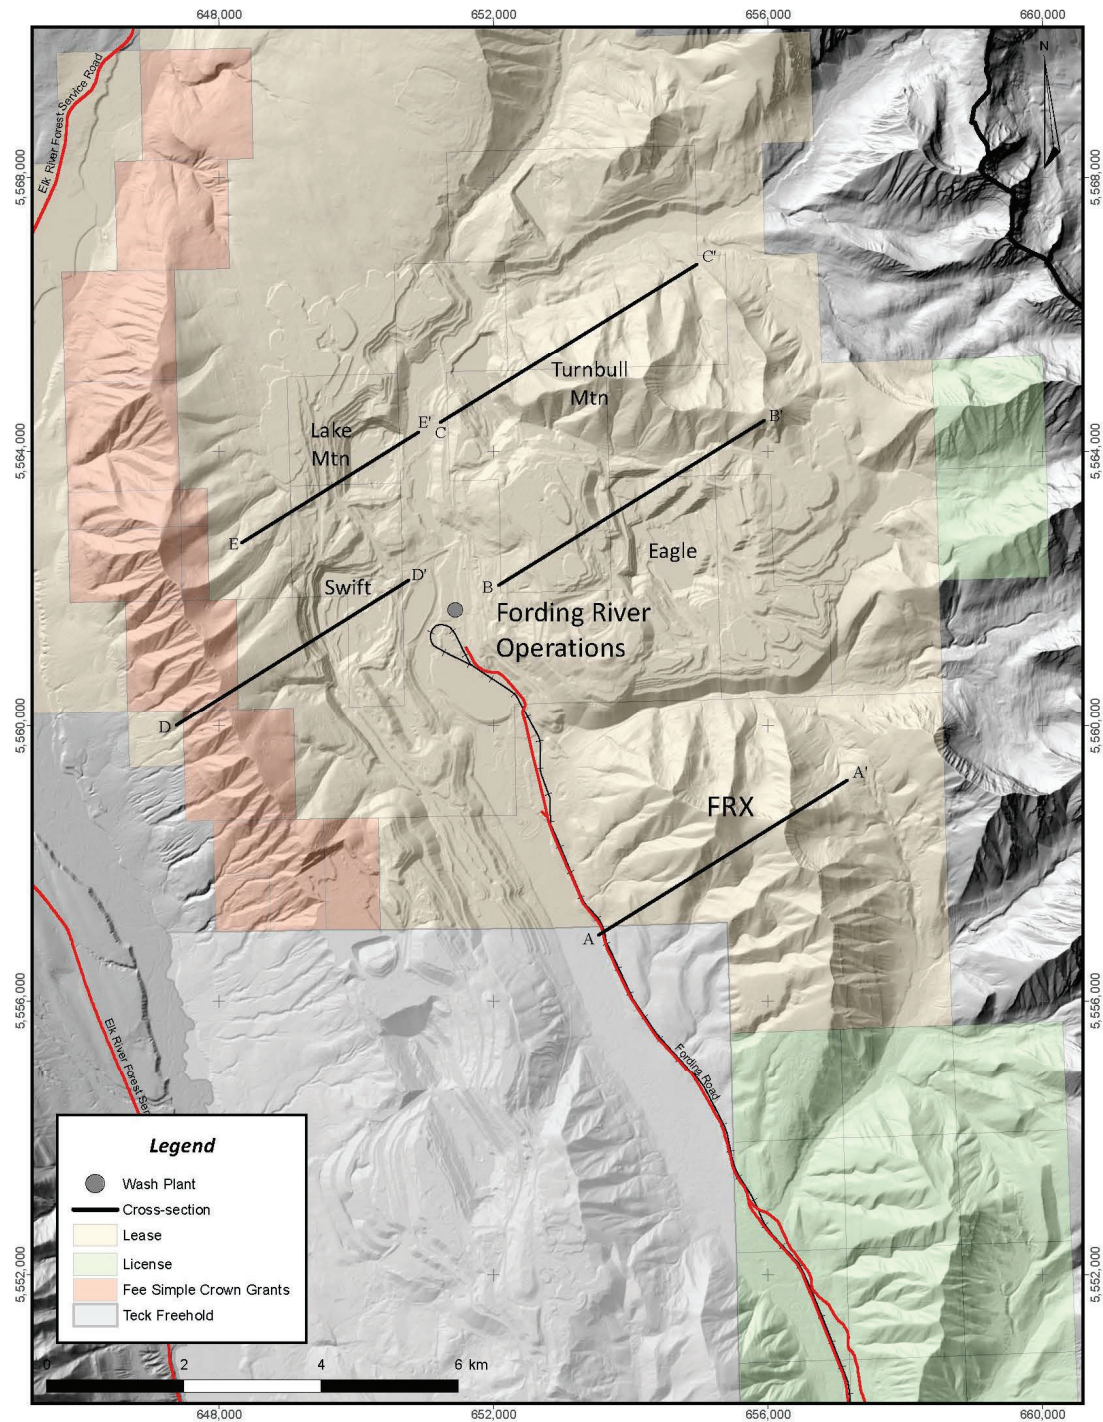 648,000
652,000
656,000
660,000
N
Elk River Forest Service Road
5,568,000
5,568,000
C'
Turnbull
Mtn
E'
C
B'
Lake
Mtn
5,564,000
5,564,000
E
Eagle
D'
Swift
B
Fording River
Operations
D
5,560,000
5,560,000
A'
FRX
A
5,556,000
5,556,000
Elk River Forest Ser
Fording Road
Legend
Wash Plant
Cross-section
Lease
License
Fee Simple Crown Grants
Teck Freehold
5,552,000
5,552,000
0
2
4
6 km
648,000
652,000
656,000
660,000